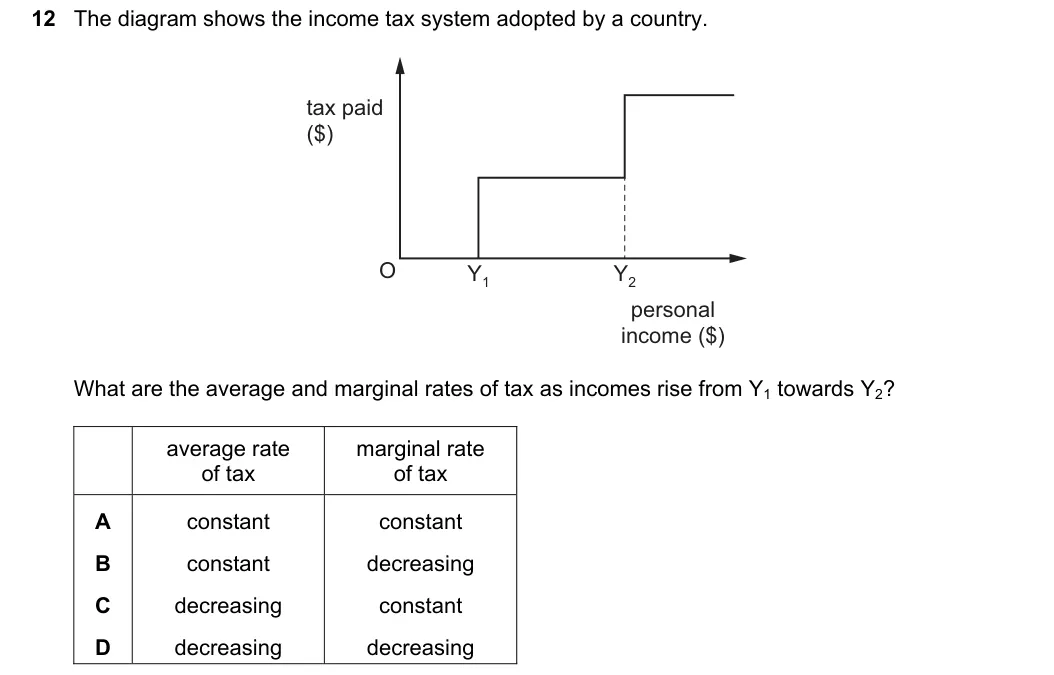 12 The diagram shows the income tax system adopted by a country.
tax paid
($)
O Y₁ Y₂
personal
income ($)
What are the average and marginal rates of tax as incomes rise from Y₁ towards Y₂?
average rate of tax marginal rate of tax
A constant constant
B constant decreasing
C decreasing constant
D decreasing decreasing